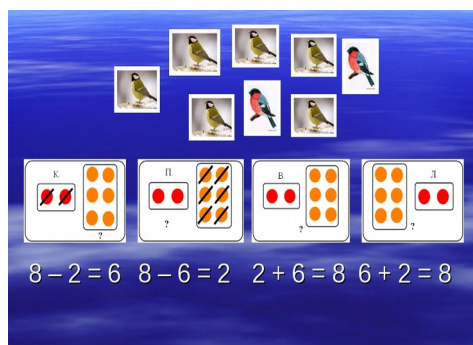 К. П. В. Л.
? ? ? ?
8 – 2 = 6 8 – 6 = 2 2 + 6 = 8 6 + 2 = 8